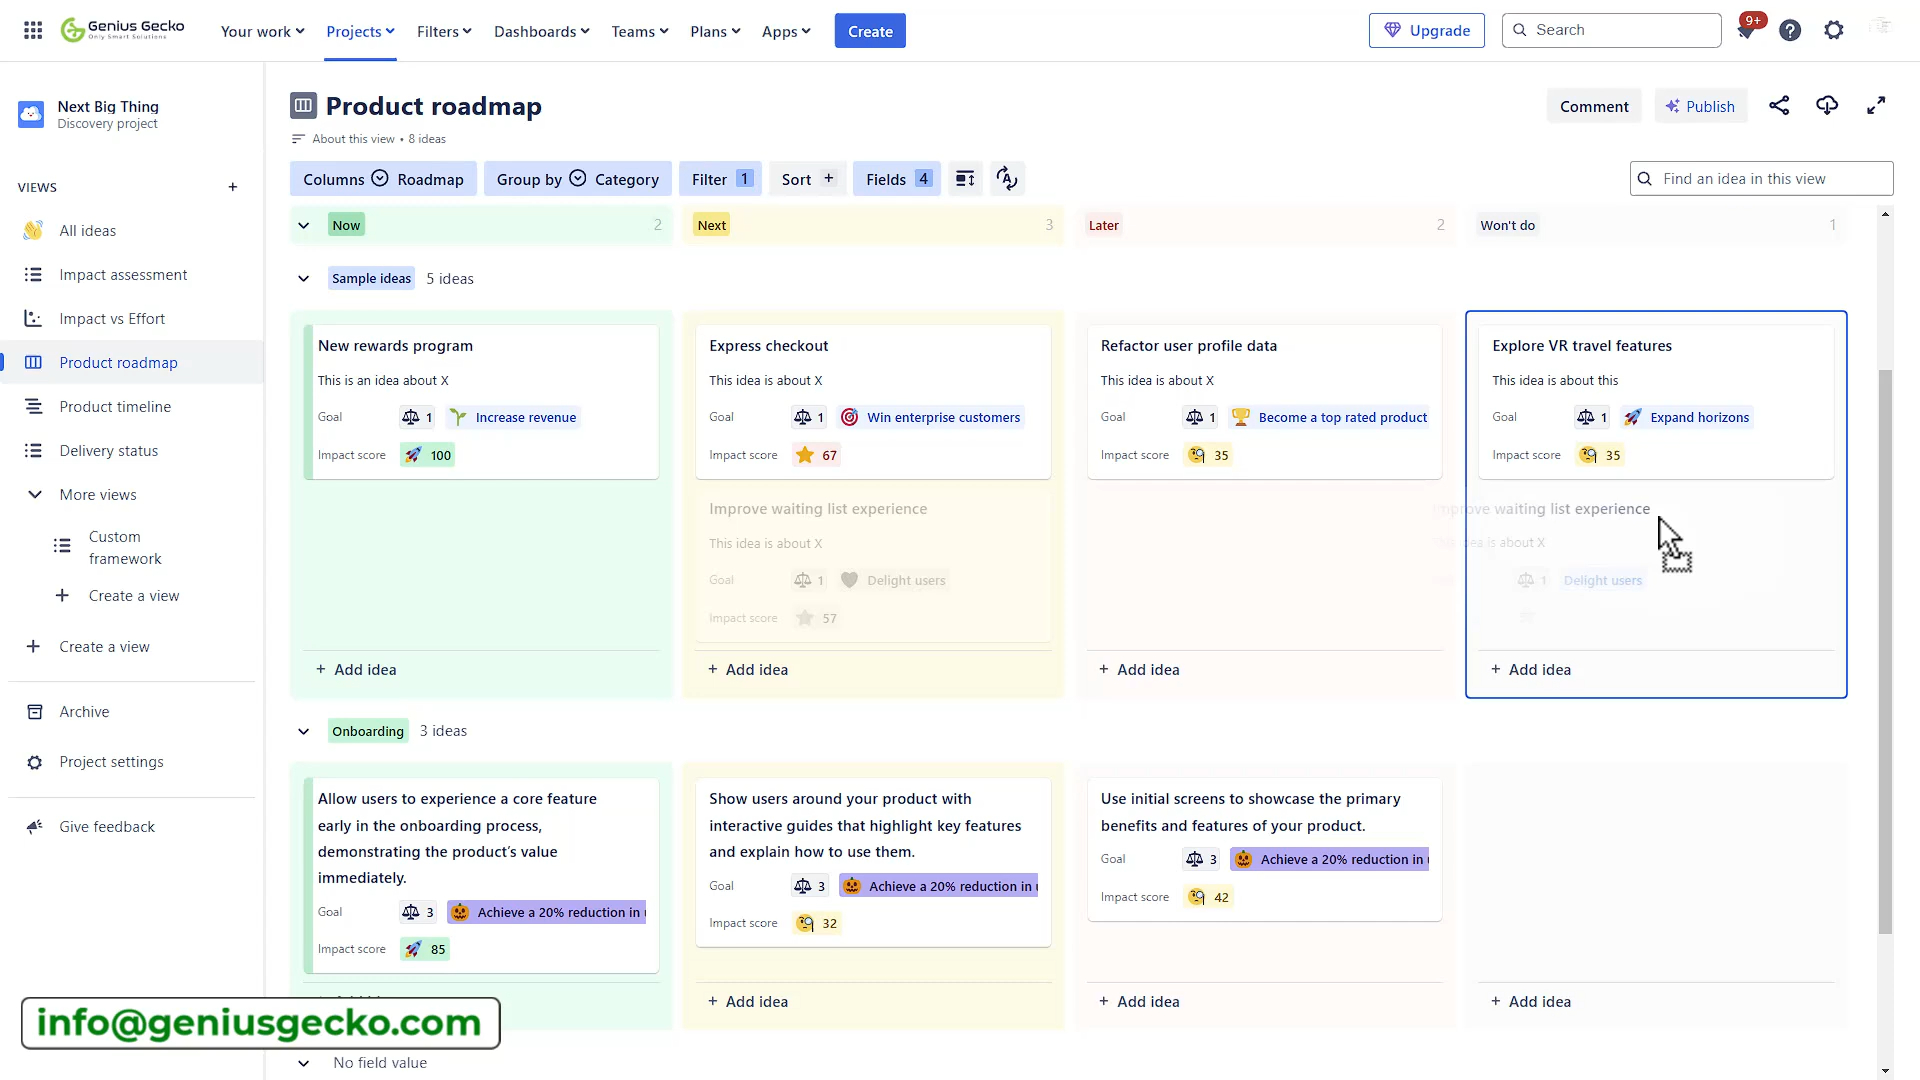 Genius Gecko
Only Smart Solutions
Your work
Projects
Filters
Dashboards
Teams
Plans
Apps
Create
Upgrade
Search
9+
Next Big Thing
Discovery project
VIEWS
All ideas
Impact assessment
Impact vs Effort
Product roadmap
Product timeline
Delivery status
More views
Custom
framework
Create a view
Create a view
Archive
Project settings
Give feedback
Product roadmap
About this view • 8 ideas
Comment
Publish
Columns Roadmap
Group by Category
Filter 1
Sort +
Fields 4
Find an idea in this view
Now 2
Next 3
Later 2
Won't do 1
Sample ideas 5 ideas
New rewards program
This is an idea about X
Goal 1 Increase revenue
Impact score 100
+ Add idea
Express checkout
This idea is about X
Goal 1 Win enterprise customers
Impact score 67
Improve waiting list experience
This idea is about X
Goal 1 Delight users
Impact score 57
+ Add idea
Refactor user profile data
This idea is about X
Goal 1 Become a top rated product
Impact score 35
+ Add idea
Explore VR travel features
This idea is about this
Goal 1 Expand horizons
Impact score 35
Improve waiting list experience
idea is about X
1 Delight users
+ Add idea
Onboarding 3 ideas
Allow users to experience a core feature
early in the onboarding process,
demonstrating the product's value
immediately.
Goal 3 Achieve a 20% reduction in
Impact score 85
Show users around your product with
interactive guides that highlight key features
and explain how to use them.
Goal 3 Achieve a 20% reduction in
Impact score 32
+ Add idea
Use initial screens to showcase the primary
benefits and features of your product.
Goal 3 Achieve a 20% reduction in
Impact score 42
+ Add idea
+ Add idea
No field value
info@geniusgecko.com